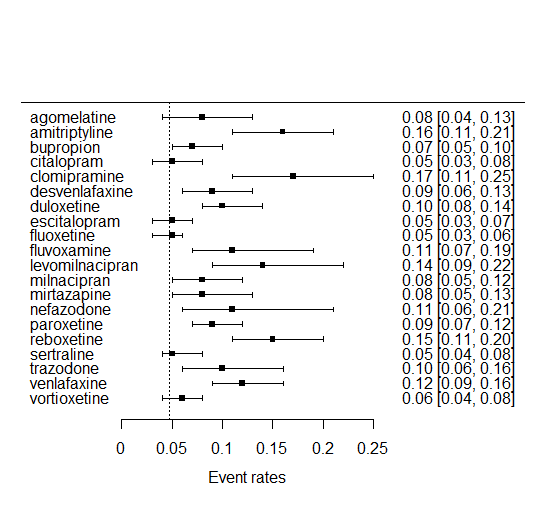 agomelatine 0.08 [0.04, 0.13]
amitriptyline 0.16 [0.11, 0.21]
bupropion 0.07 [0.05, 0.10]
citalopram 0.05 [0.03, 0.08]
clomipramine 0.17 [0.11, 0.25]
desvenlafaxine 0.09 [0.06, 0.13]
duloxetine 0.10 [0.08, 0.14]
escitalopram 0.05 [0.03, 0.07]
fluoxetine 0.05 [0.03, 0.06]
fluvoxamine 0.11 [0.07, 0.19]
levomilnacipran 0.14 [0.09, 0.22]
milnacipran 0.08 [0.05, 0.12]
mirtazapine 0.08 [0.05, 0.13]
nefazodone 0.11 [0.06, 0.21]
paroxetine 0.09 [0.07, 0.12]
reboxetine 0.15 [0.11, 0.20]
sertraline 0.05 [0.04, 0.08]
trazodone 0.10 [0.06, 0.16]
venlafaxine 0.12 [0.09, 0.16]
vortioxetine 0.06 [0.04, 0.08]
0 0.05 0.1 0.15 0.2 0.25
Event rates